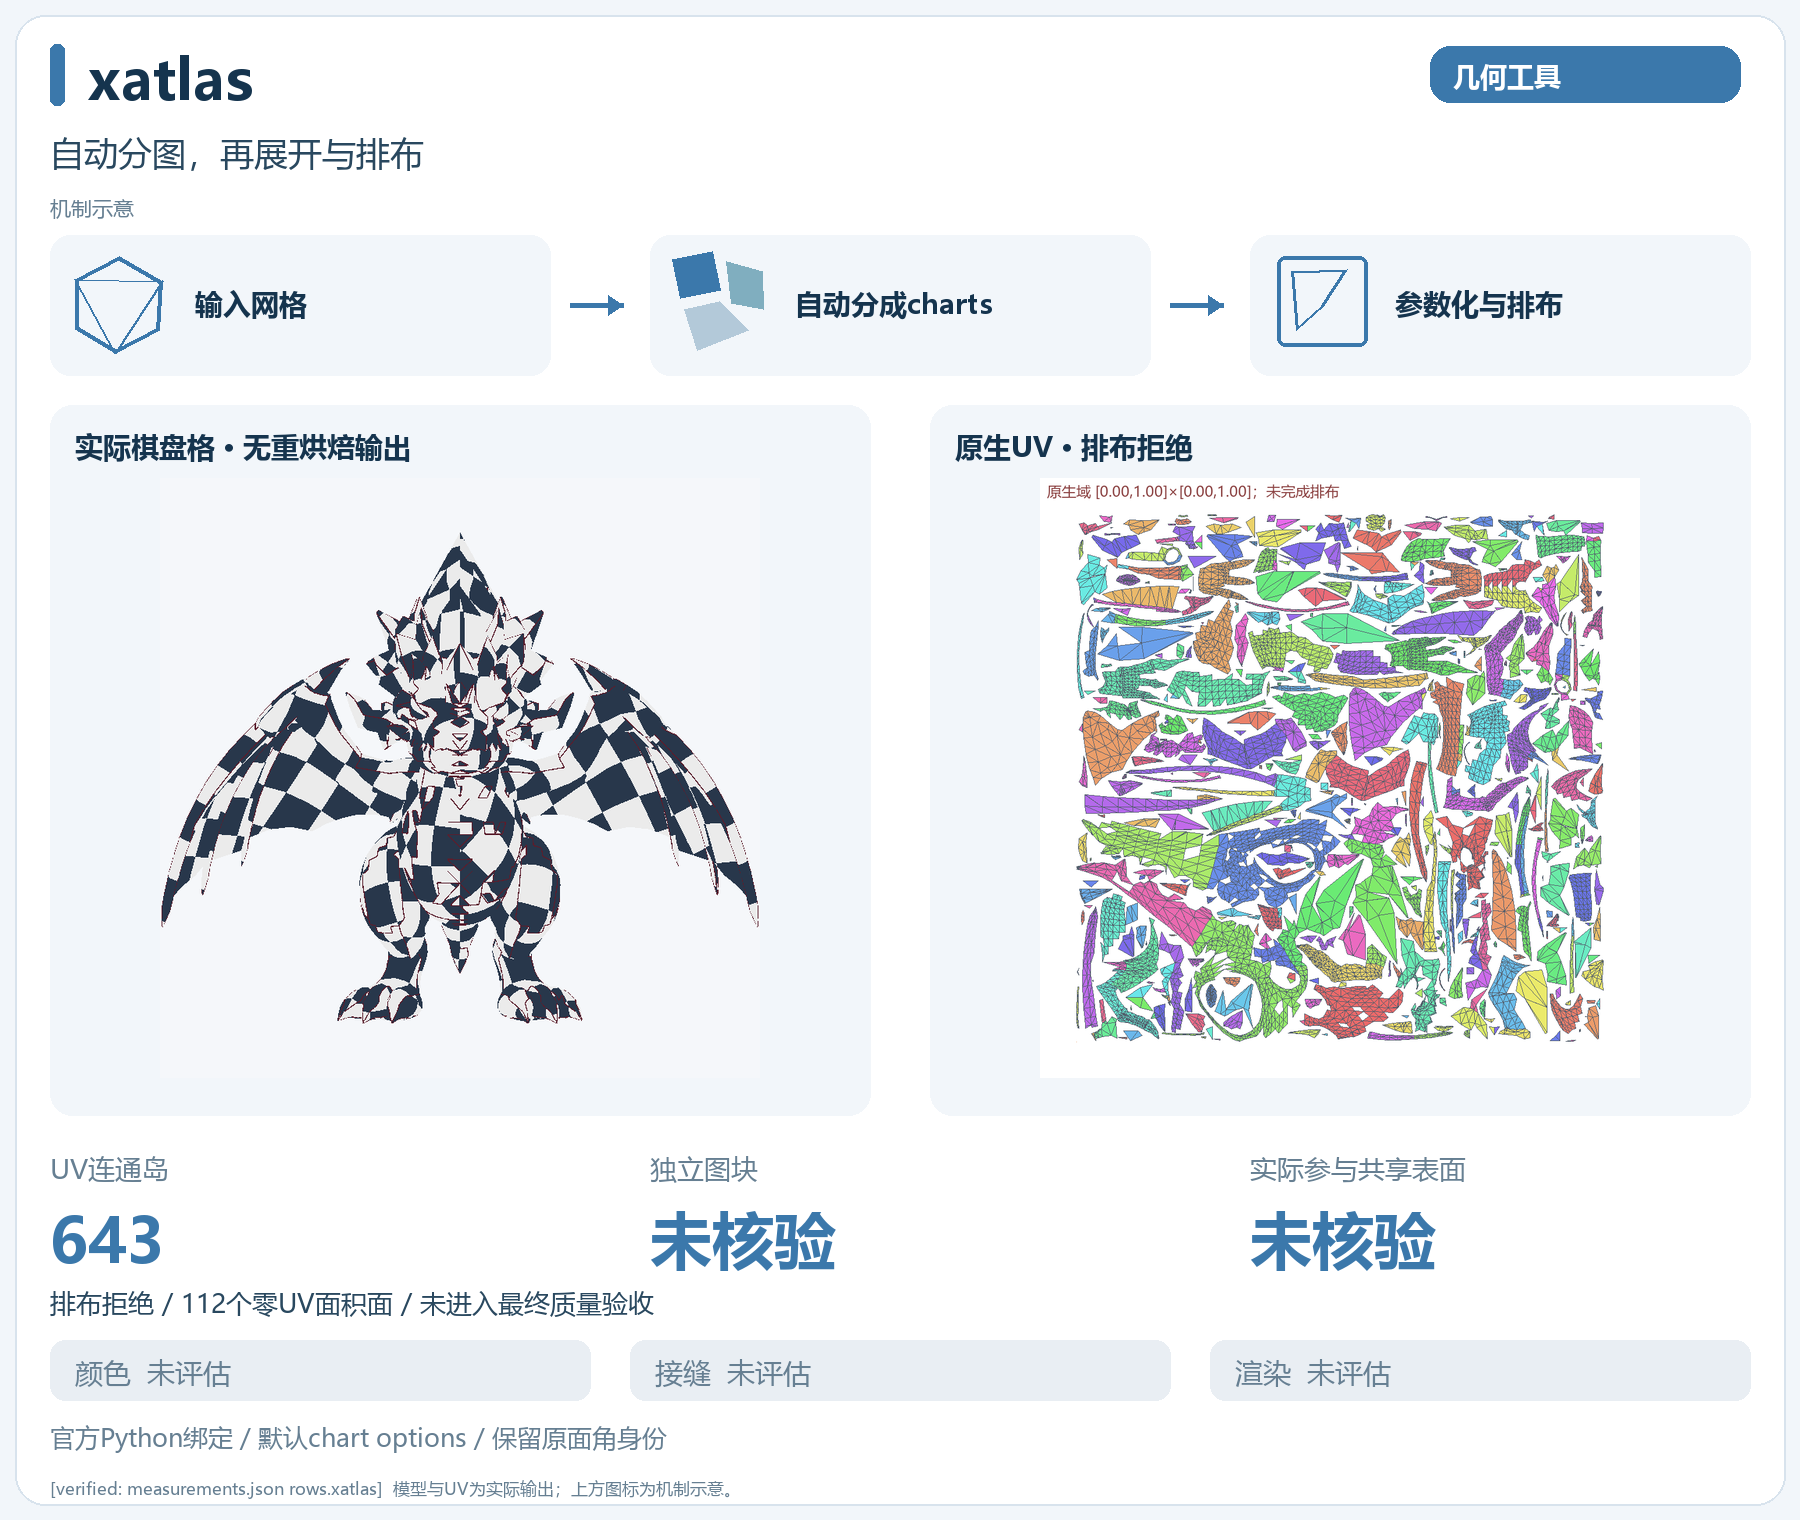 xatlas
几何工具
自动分图，再展开与排布
机制示意
输入网格
自动分成charts
参数化与排布
实际棋盘格 • 无重烘焙输出
原生UV • 排布拒绝
原生域 [0.00,1.00]×[0.00,1.00]；未完成排布
UV连通岛
独立图块
实际参与共享表面
643
未核验
未核验
排布拒绝 / 112个零UV面积面 / 未进入最终质量验收
颜色 未评估
接缝 未评估
渲染 未评估
官方Python绑定 / 默认chart options / 保留原面角身份
[verified: measurements.json rows.xatlas] 模型与UV为实际输出；上方图标为机制示意。